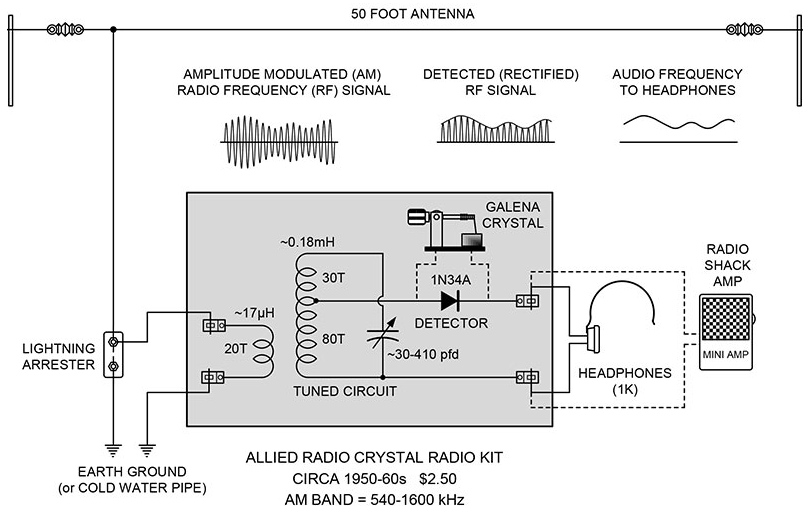 50 FOOT ANTENNA
AMPLITUDE MODULATED (AM)
RADIO FREQUENCY (RF) SIGNAL
DETECTED (RECTIFIED)
RF SIGNAL
AUDIO FREQUENCY
TO HEADPHONES
GALENA
CRYSTAL
~0.18mH
30T
1N34A
DETECTOR
~17µH
20T
80T
~30-410 pfd
TUNED CIRCUIT
LIGHTNING
ARRESTER
HEADPHONES
(1K)
RADIO
SHACK
AMP
MINI AMP
EARTH GROUND
(or COLD WATER PIPE)
ALLIED RADIO CRYSTAL RADIO KIT
CIRCA 1950-60s $2.50
AM BAND = 540-1600 kHz